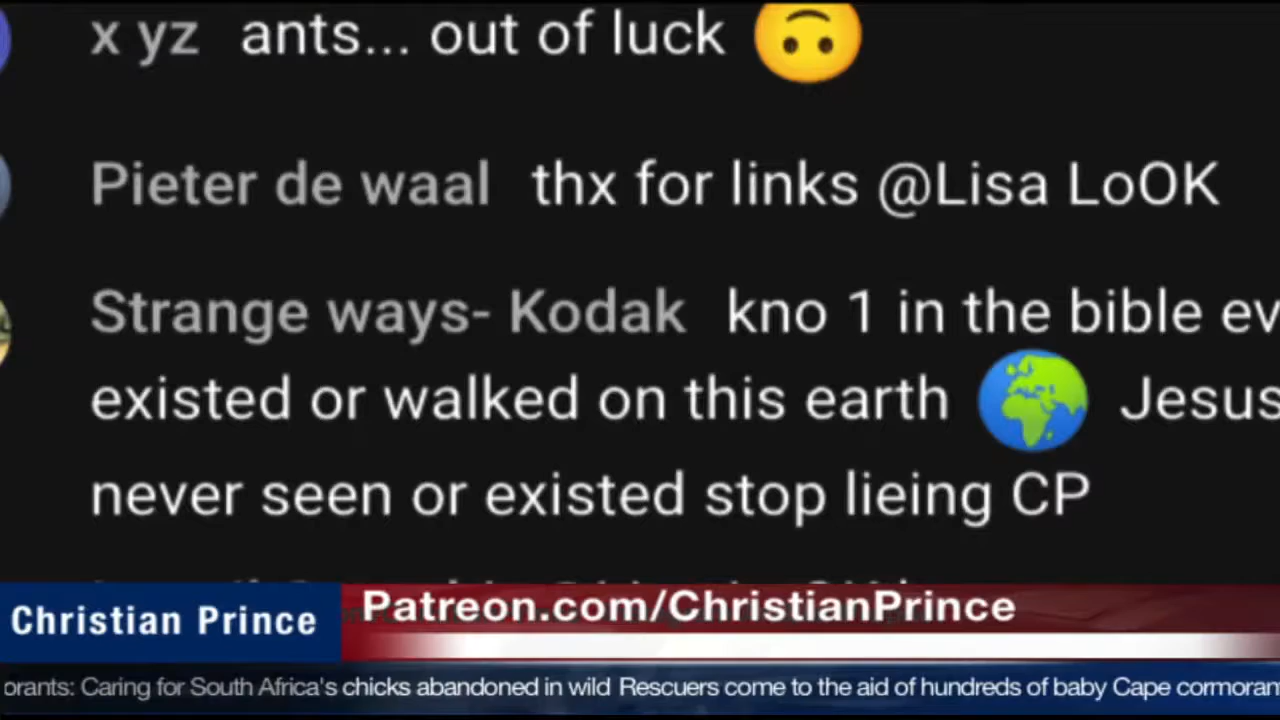 x yz ants... out of luck 🙃
Pieter de waal thx for links @Lisa LoOK
Strange ways- Kodak kno 1 in the bible ev
existed or walked on this earth 🌍 Jesus
never seen or existed stop lieing CP
Christian Prince
Patreon.com/ChristianPrince
orants: Caring for South Africa's chicks abandoned in wild Rescuers come to the aid of hundreds of baby Cape cormoran